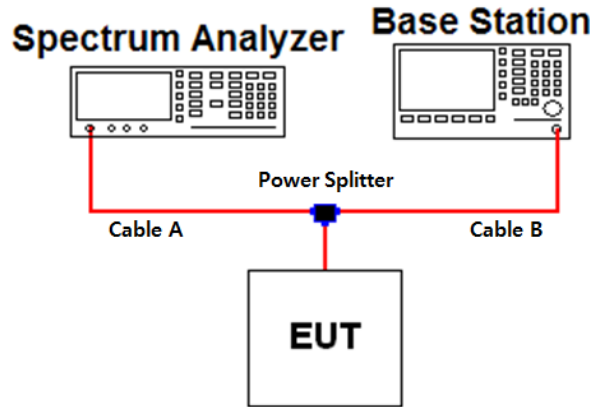 Spectrum Analyzer
Base Station
Power Splitter
Cable A
Cable B
EUT